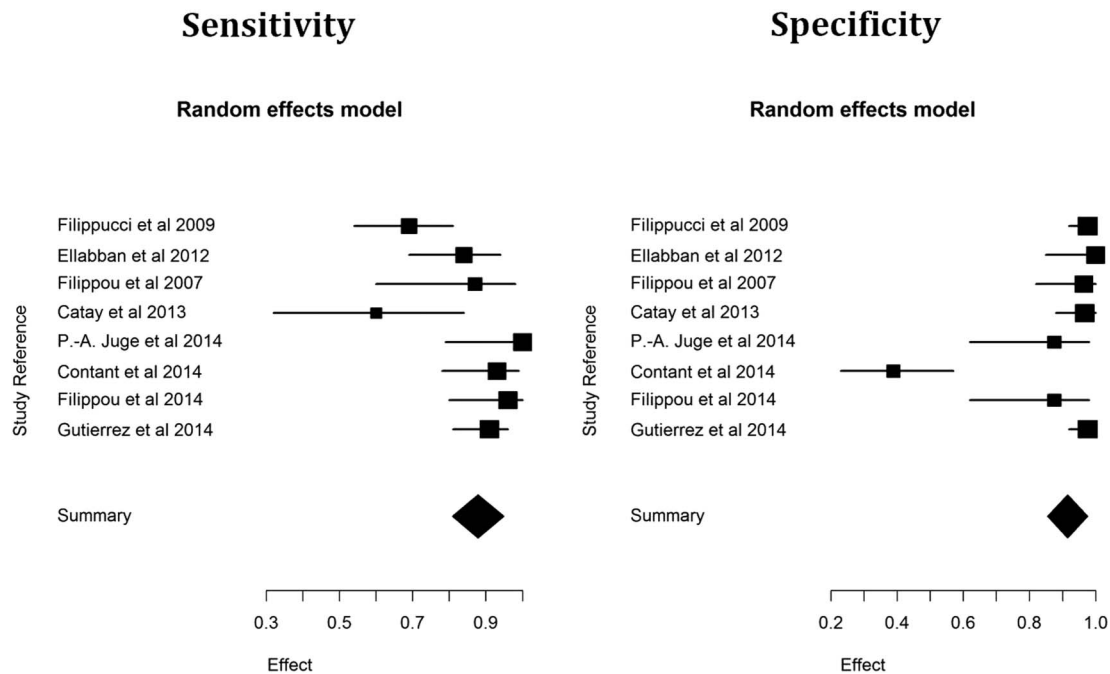 Sensitivity
Random effects model
Study Reference
Filippucci et al 2009
Ellabban et al 2012
Filippou et al 2007
Catay et al 2013
P.-A. Juge et al 2014
Contant et al 2014
Filippou et al 2014
Gutierrez et al 2014
Summary
0.3 0.5 0.7 0.9
Effect
Specificity
Random effects model
Study Reference
Filippucci et al 2009
Ellabban et al 2012
Filippou et al 2007
Catay et al 2013
P.-A. Juge et al 2014
Contant et al 2014
Filippou et al 2014
Gutierrez et al 2014
Summary
0.2 0.4 0.6 0.8 1.0
Effect